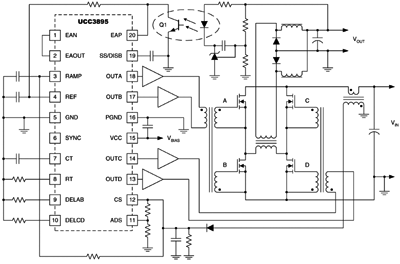 UCC3895
Q1
1 EAN EAP 20
2 EAOUT SS/DISB 19
3 RAMP OUTA 18
4 REF OUTB 17
5 GND PGND 16
6 SYNC VCC 15
7 CT OUTC 14
8 RT OUTD 13
9 DELAB CS 12
10 DELCD ADS 11
VBIAS
A
C
B
D
VOUT
VIN